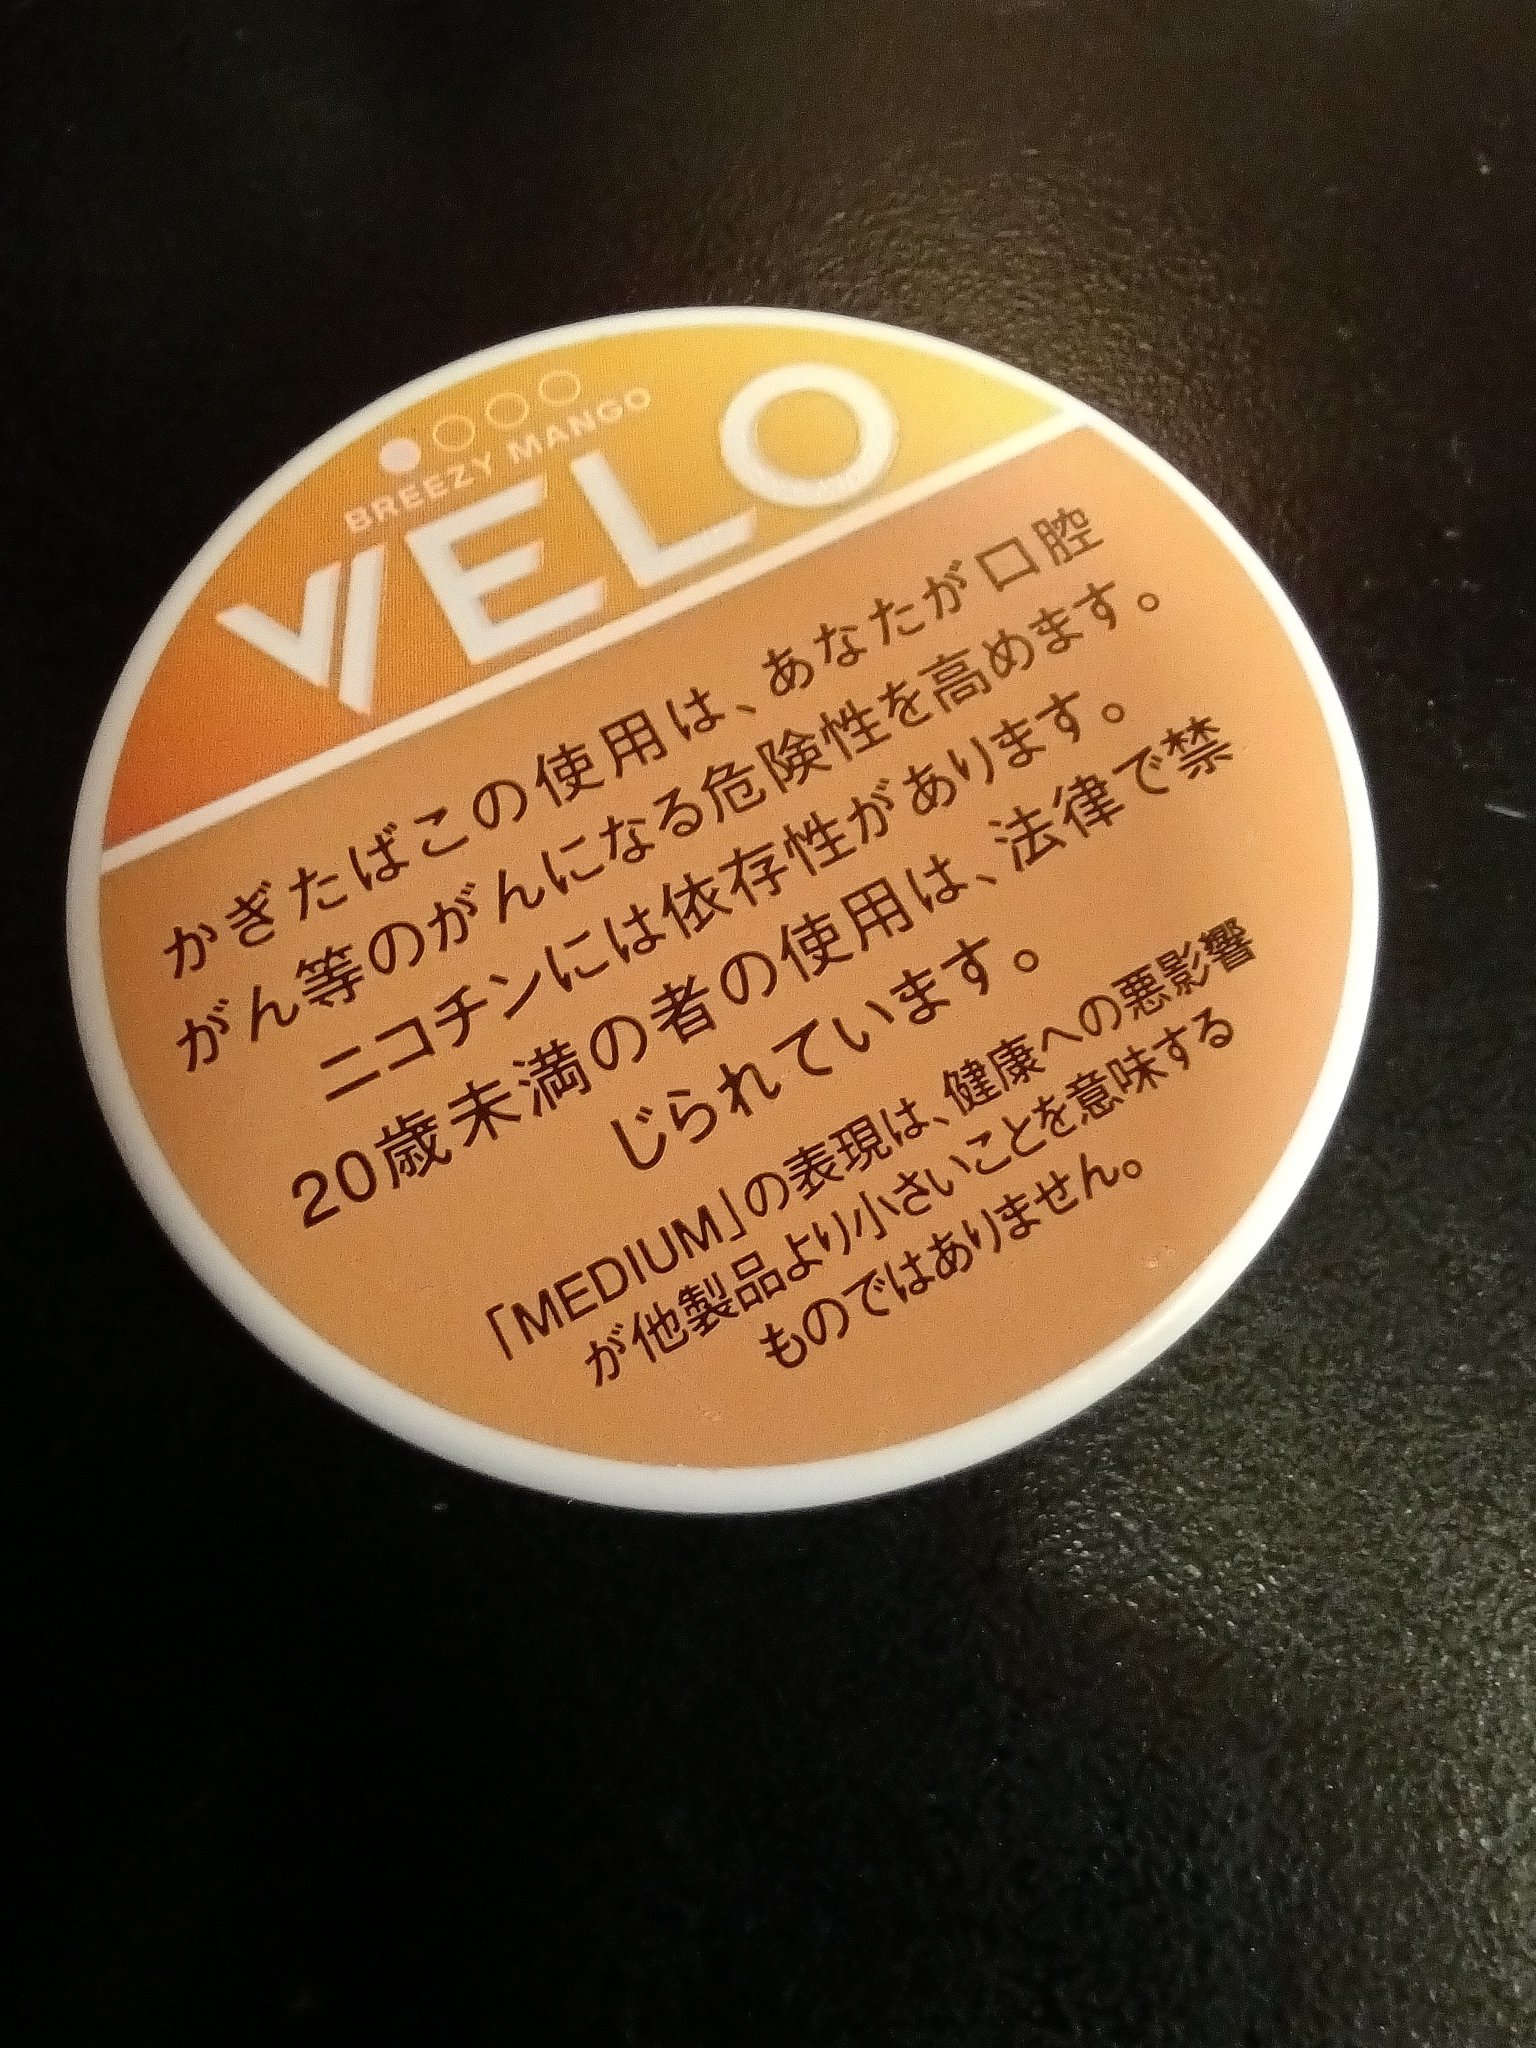 BREEZY MANGO
VELO
かぎたばこの使用は、あなたが口腔
がん等のがんになる危険性を高めます。
ニコチンには依存性があります。
20歳未満の者の使用は、法律で禁
じられています。
「MEDIUM」の表現は、健康への悪影響
が他製品より小さいことを意味する
ものではありません。